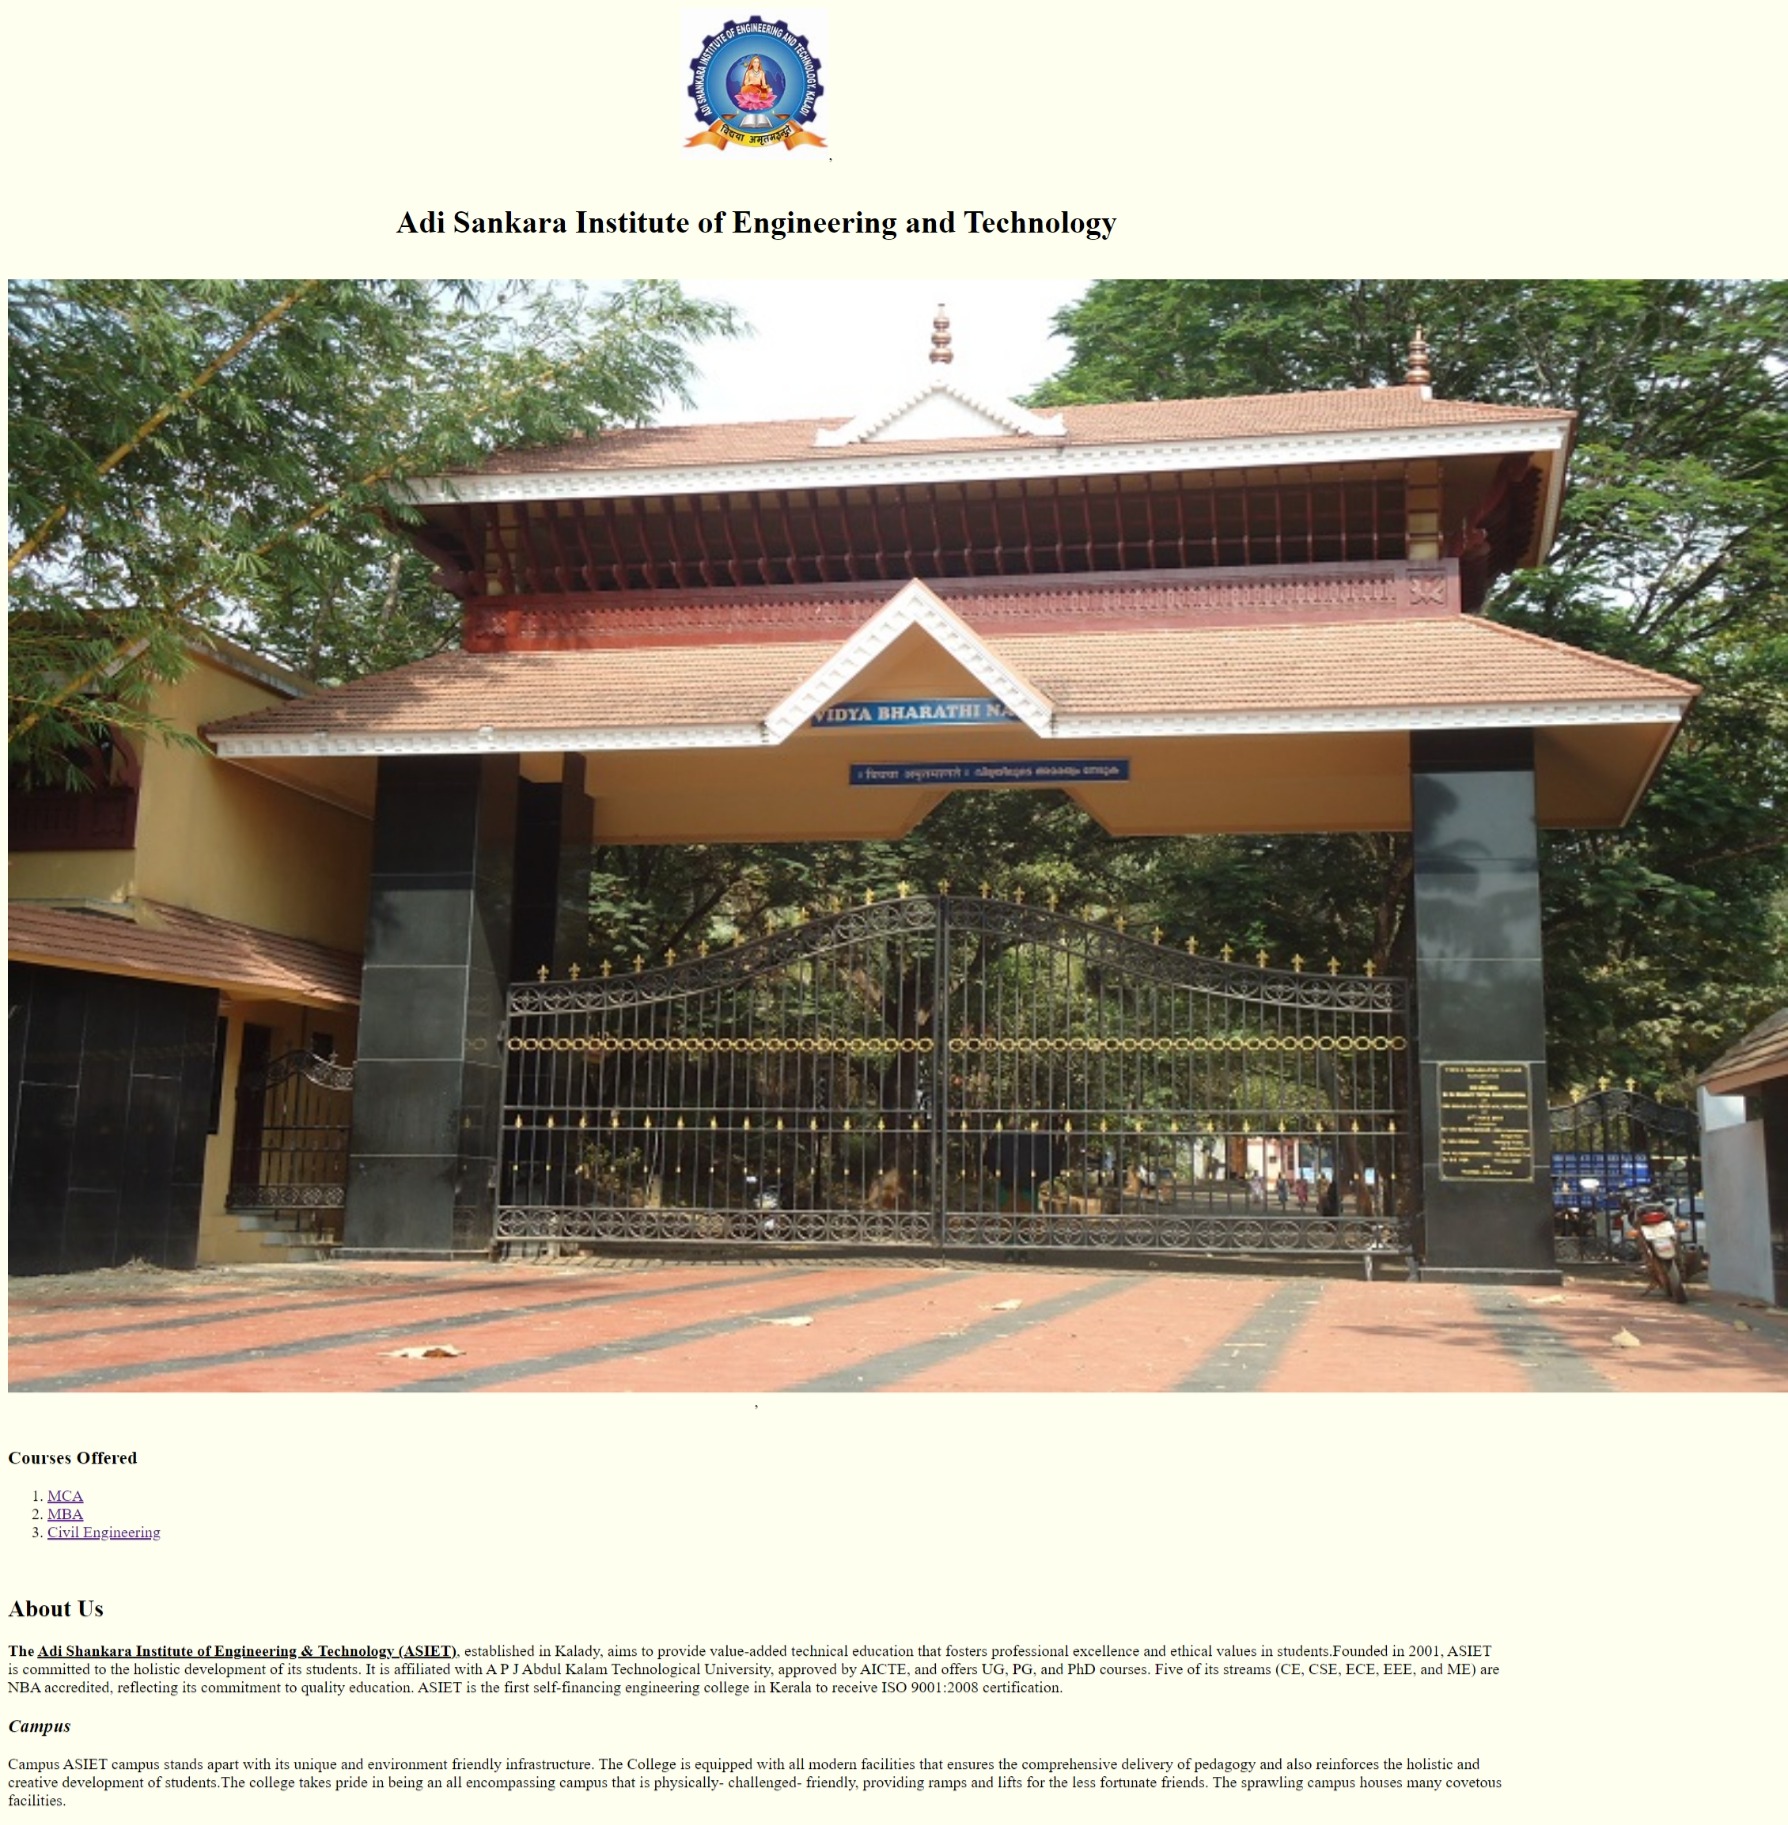 ADI SHANKARA INSTITUTE OF ENGINEERING AND TECHNOLOGY, KALADI
विद्यया अमृतमश्नुते
,
Adi Sankara Institute of Engineering and Technology
VIDYA BHARATHI NA
,
Courses Offered
1. MCA
2. MBA
3. Civil Engineering
About Us
The Adi Shankara Institute of Engineering & Technology (ASIET), established in Kalady, aims to provide value-added technical education that fosters professional excellence and ethical values in students.Founded in 2001, ASIET
is committed to the holistic development of its students. It is affiliated with A P J Abdul Kalam Technological University, approved by AICTE, and offers UG, PG, and PhD courses. Five of its streams (CE, CSE, ECE, EEE, and ME) are
NBA accredited, reflecting its commitment to quality education. ASIET is the first self-financing engineering college in Kerala to receive ISO 9001:2008 certification.
Campus
Campus ASIET campus stands apart with its unique and environment friendly infrastructure. The College is equipped with all modern facilities that ensures the comprehensive delivery of pedagogy and also reinforces the holistic and
creative development of students.The college takes pride in being an all encompassing campus that is physically- challenged- friendly, providing ramps and lifts for the less fortunate friends. The sprawling campus houses many covetous
facilities.